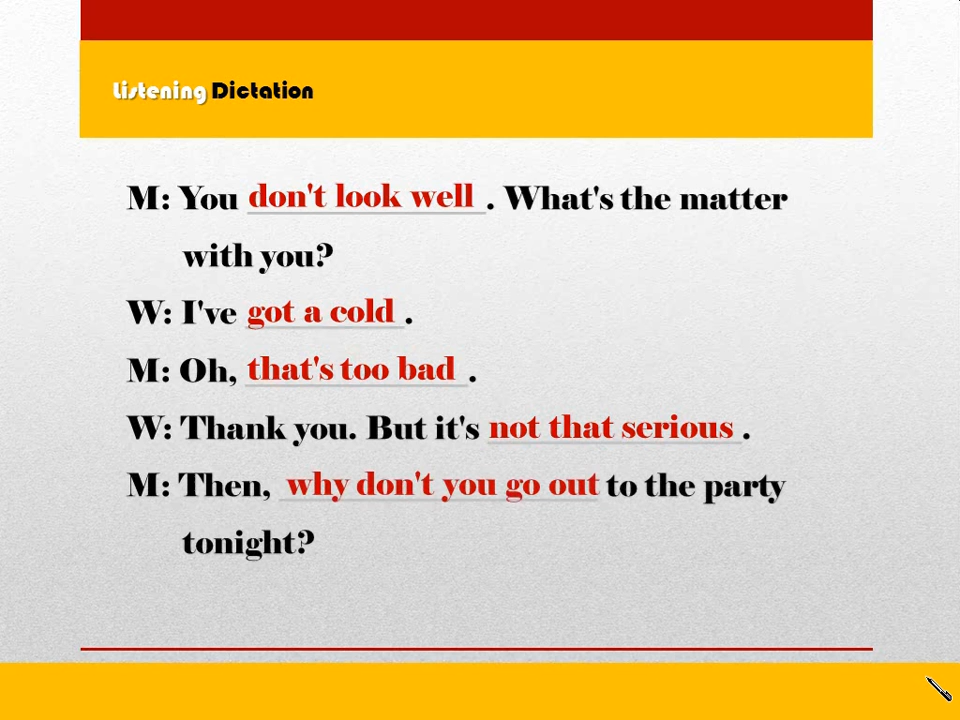 Listening Dictation
M: You don't look well. What's the matter
with you?
W: I've got a cold.
M: Oh, that's too bad.
W: Thank you. But it's not that serious.
M: Then, why don't you go out to the party
tonight?